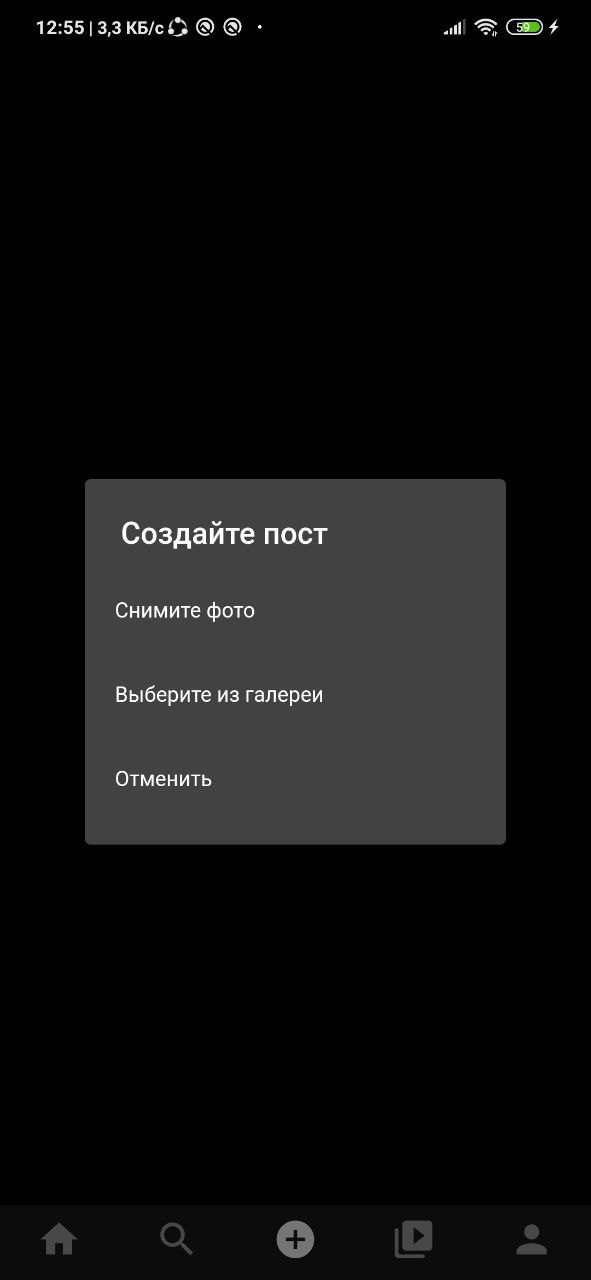 12:55 | 3,3 КБ/с
59
Создайте пост
Снимите фото
Выберите из галереи
Отменить